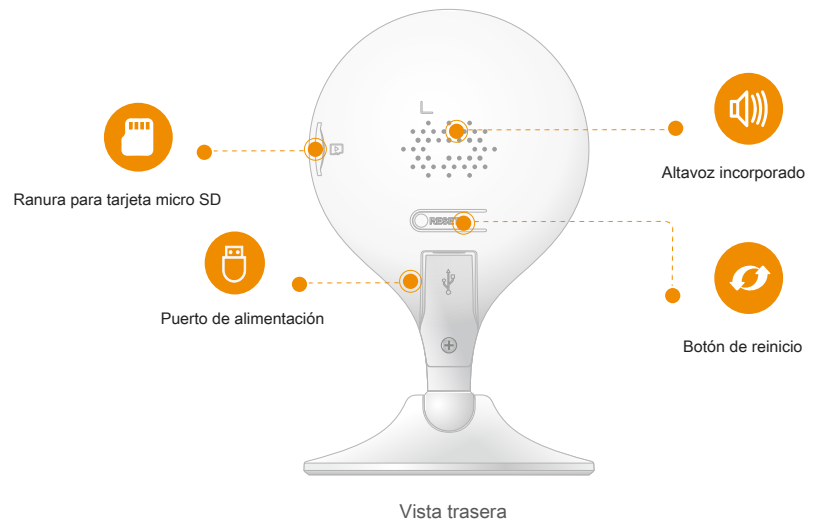 Ranura para tarjeta micro SD
Altavoz incorporado
RESET
Puerto de alimentación
Botón de reinicio
Vista trasera